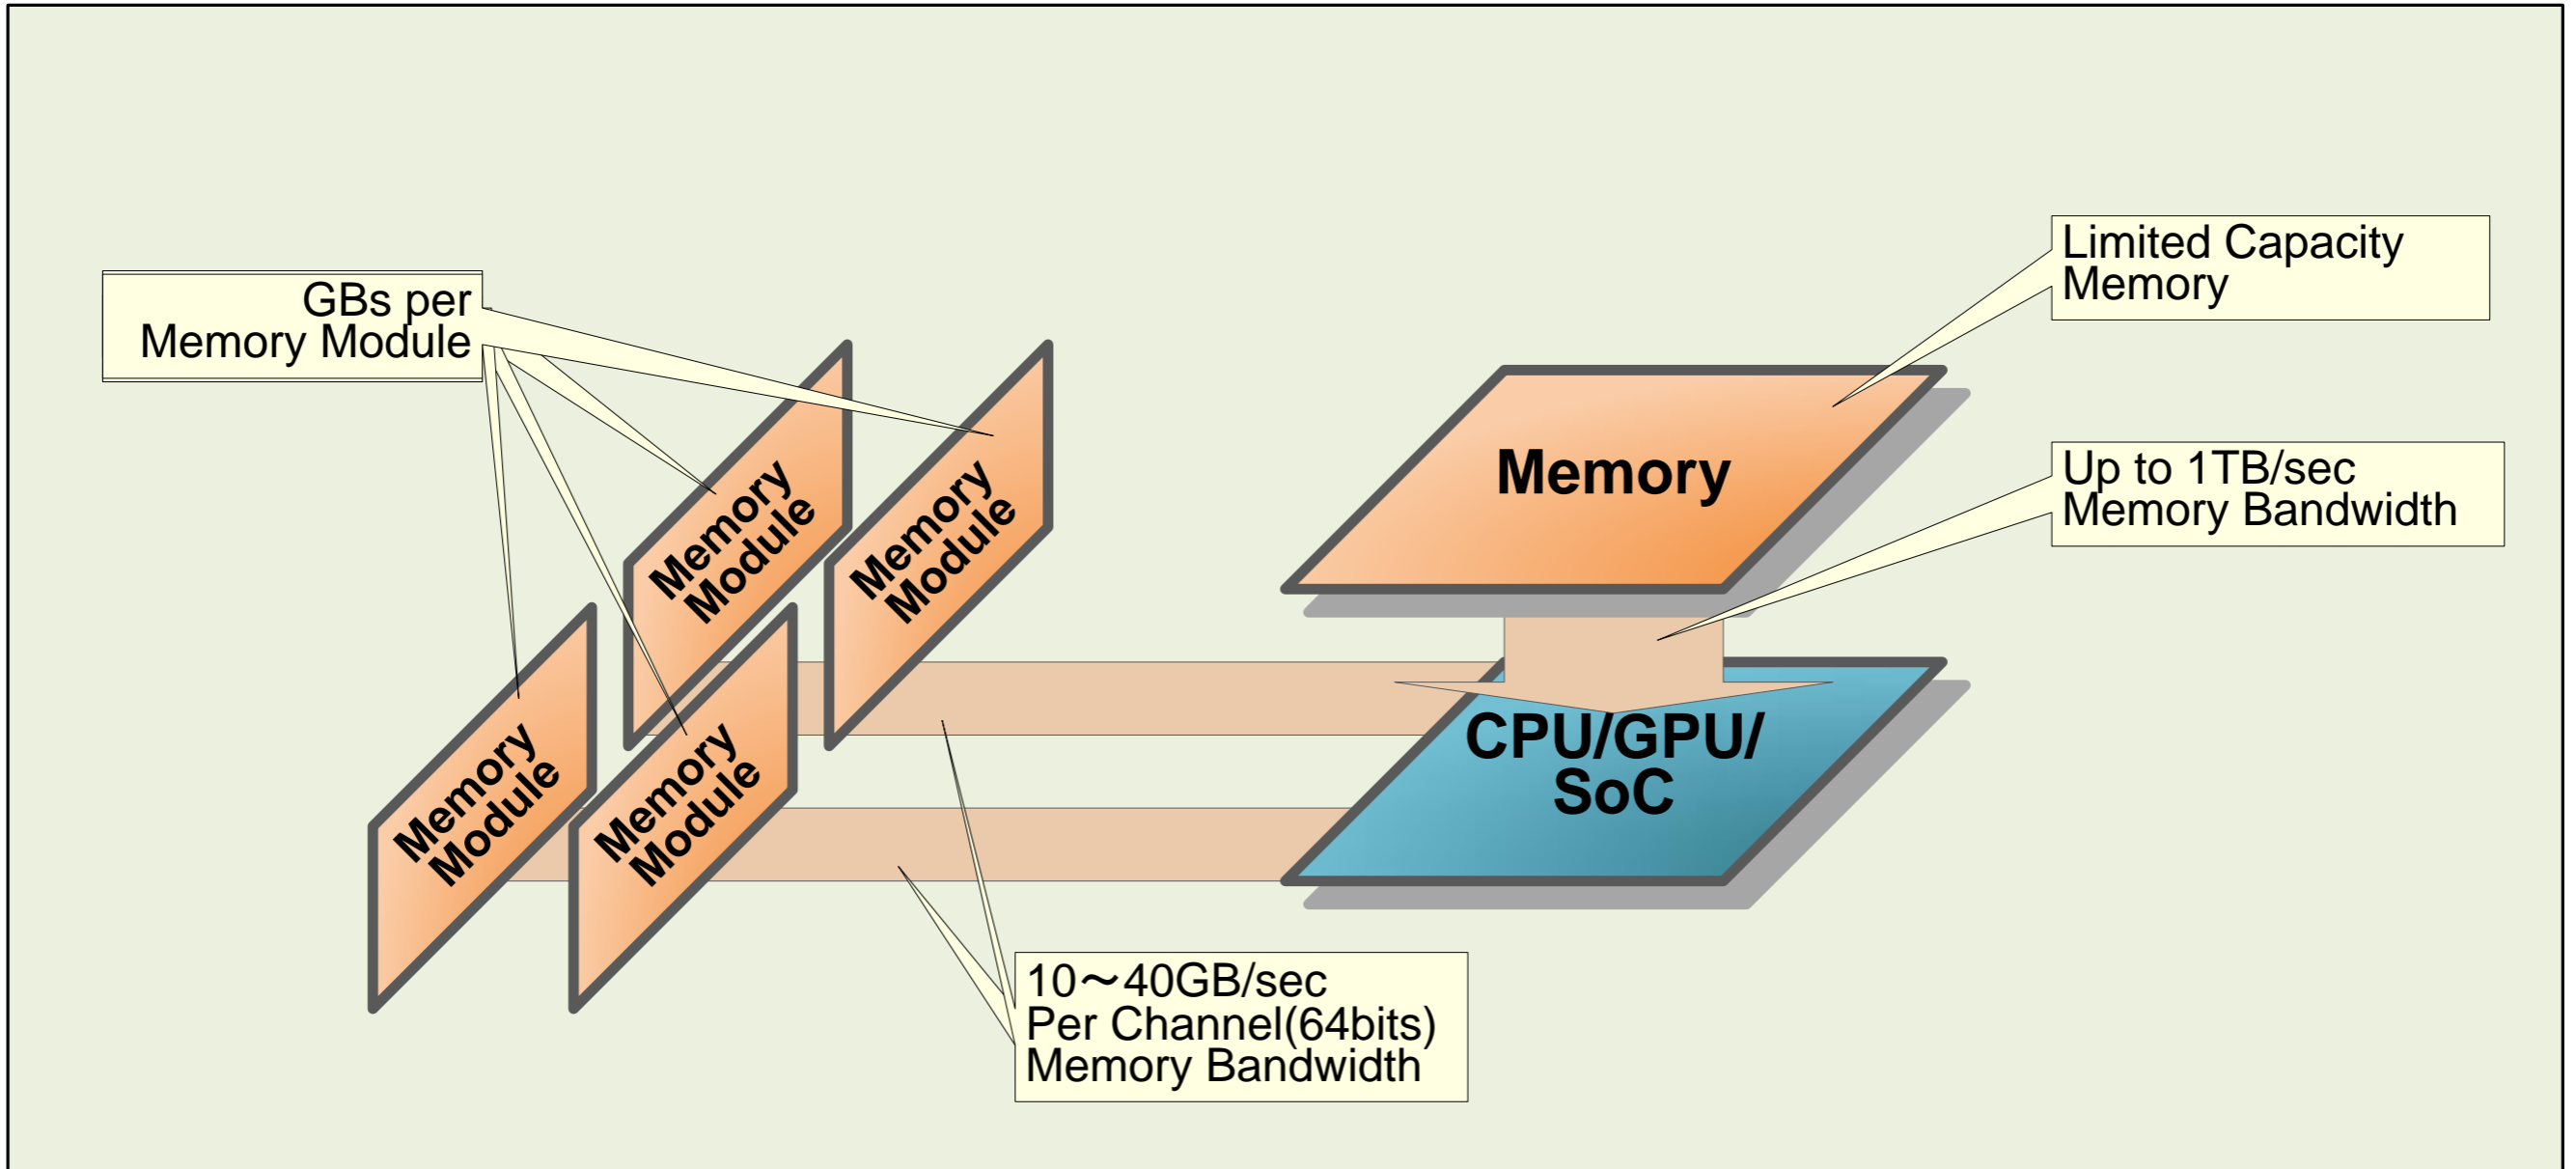 GBs per
Memory Module
Limited Capacity
Memory
Memory
Up to 1TB/sec
Memory Bandwidth
Memory
Module
Memory
Module
Memory
Module
Memory
Module
CPU/GPU/
SoC
10～40GB/sec
Per Channel(64bits)
Memory Bandwidth